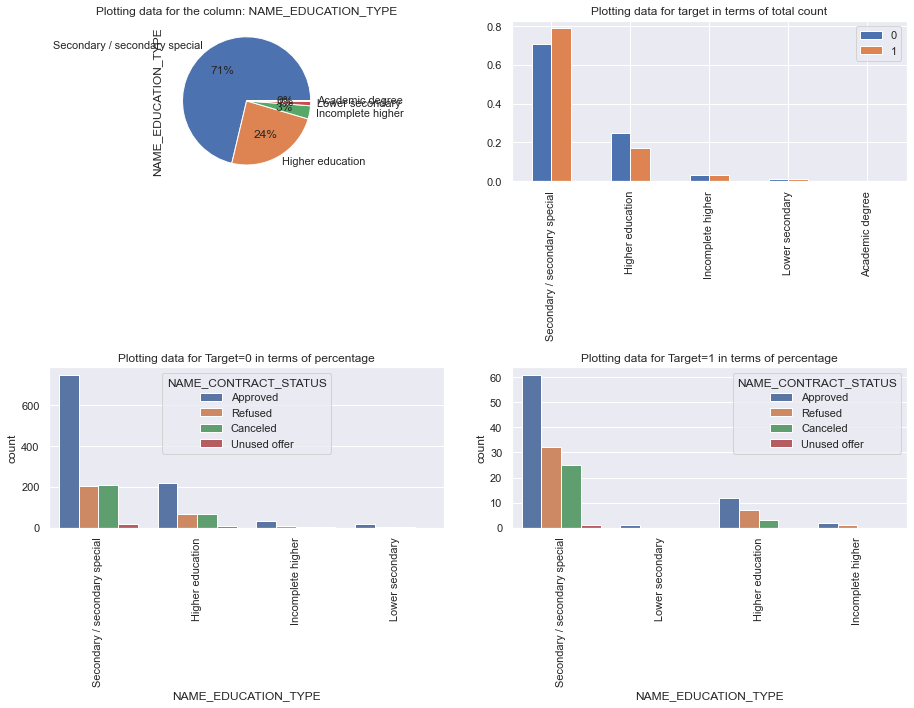 Plotting data for the column: NAME_EDUCATION_TYPE
NAME_EDUCATION_TYPE
Secondary / secondary special
71%
Higher education
24%
Incomplete higher
3%
Lower secondary
Academic degree
0%
Plotting data for target in terms of total count
0.8
0.6
0.4
0.2
0.0
0
1
Secondary / secondary special
Higher education
Incomplete higher
Lower secondary
Academic degree
Plotting data for Target=0 in terms of percentage
count
600
400
200
0
NAME_CONTRACT_STATUS
Approved
Refused
Canceled
Unused offer
Secondary / secondary special
Higher education
Incomplete higher
Lower secondary
NAME_EDUCATION_TYPE
Plotting data for Target=1 in terms of percentage
count
60
50
40
30
20
10
0
NAME_CONTRACT_STATUS
Approved
Refused
Canceled
Unused offer
Secondary / secondary special
Lower secondary
Higher education
Incomplete higher
NAME_EDUCATION_TYPE